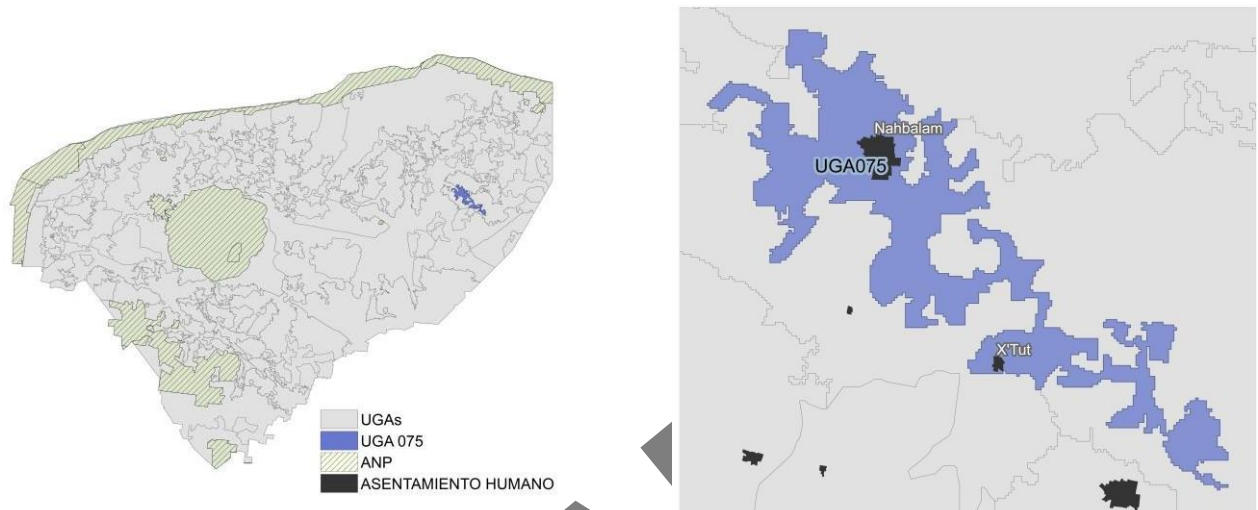 UGAs
UGA 075
ANP
ASENTAMIENTO HUMANO
Nahbalam
UGA075
X'Tut